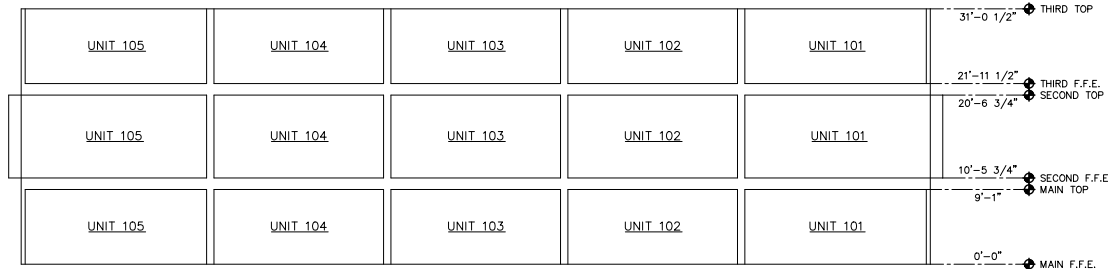 THIRD TOP
31'-0 1/2"
UNIT 105 UNIT 104 UNIT 103 UNIT 102 UNIT 101
21'-11 1/2"
THIRD F.F.E.
SECOND TOP
20'-6 3/4"
UNIT 105 UNIT 104 UNIT 103 UNIT 102 UNIT 101
10'-5 3/4"
SECOND F.F.E
MAIN TOP
9'-1"
UNIT 105 UNIT 104 UNIT 103 UNIT 102 UNIT 101
0'-0"
MAIN F.F.E.